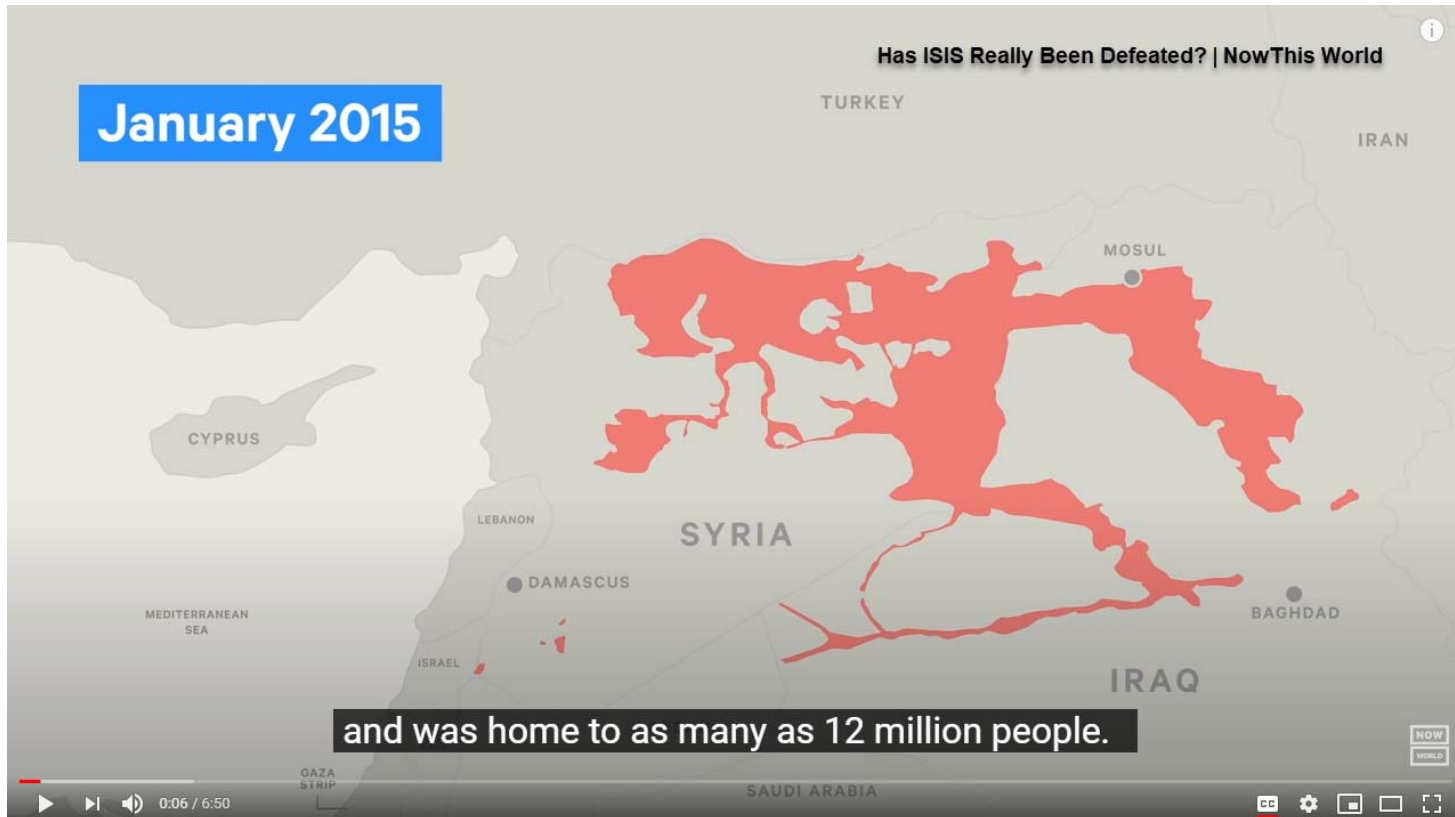 Has ISIS Really Been Defeated? | NowThis World
January 2015
TURKEY
IRAN
MOSUL
CYPRUS
LEBANON
SYRIA
DAMASCUS
MEDITERRANEAN
SEA
BAGHDAD
ISRAEL
IRAQ
and was home to as many as 12 million people.
NOW
WORLD
GAZA
STRIP
SAUDI ARABIA
0:06 / 6:50
CC